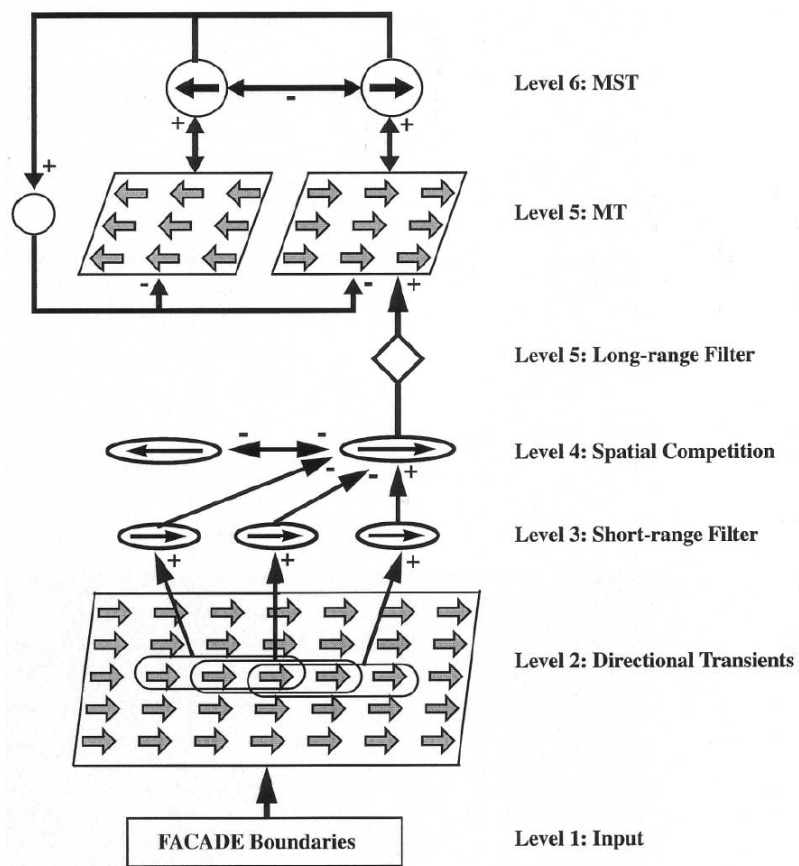 Level 6: MST
-
+
+
+
Level 5: MT
-
-
+
Level 5: Long-range Filter
-
-
Level 4: Spatial Competition
-
-
+
Level 3: Short-range Filter
+
+
+
Level 2: Directional Transients
FACADE Boundaries
Level 1: Input